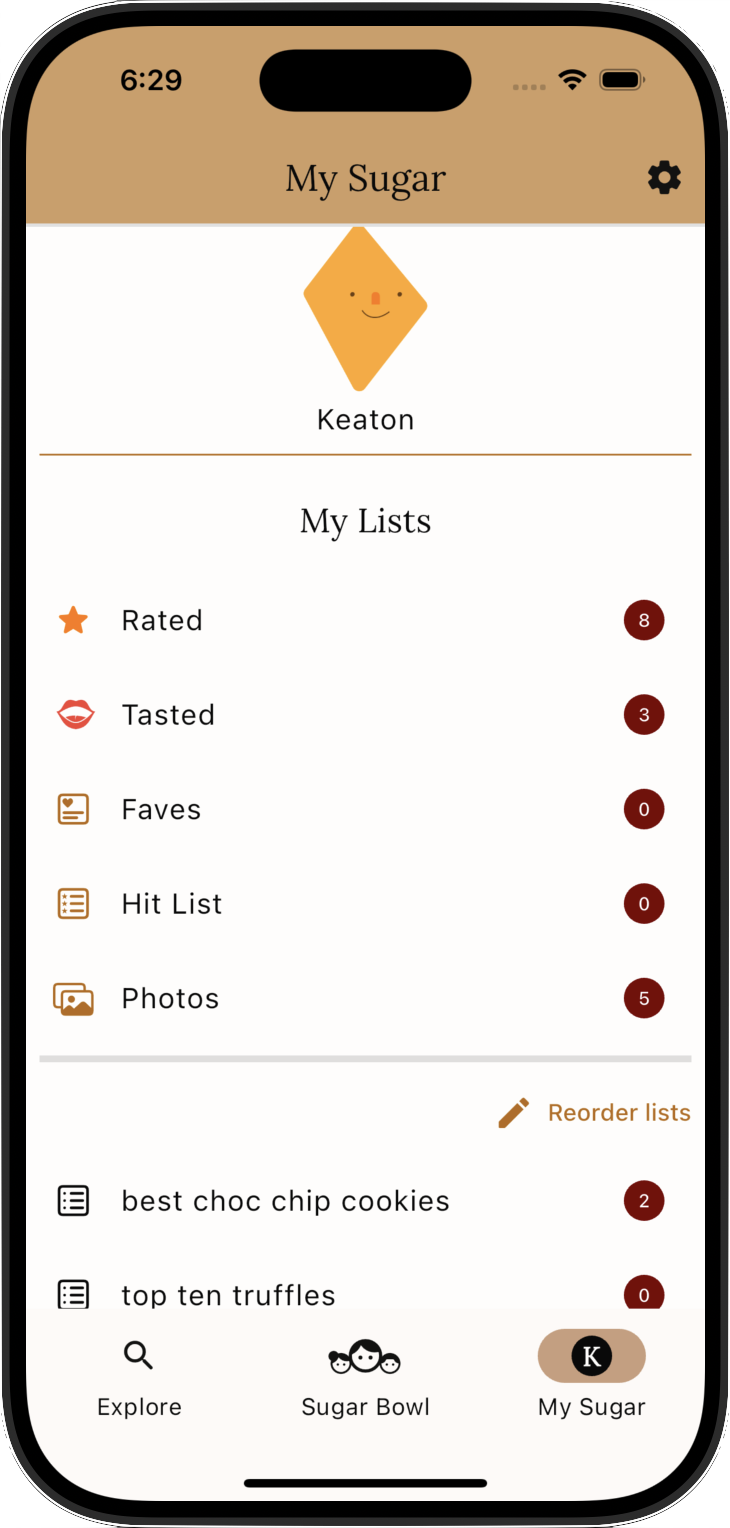 6:29
My Sugar
Keaton
My Lists
Rated 8
Tasted 3
Faves 0
Hit List 0
Photos 5
Reorder lists
best choc chip cookies 2
top ten truffles 0
K
Explore Sugar Bowl My Sugar